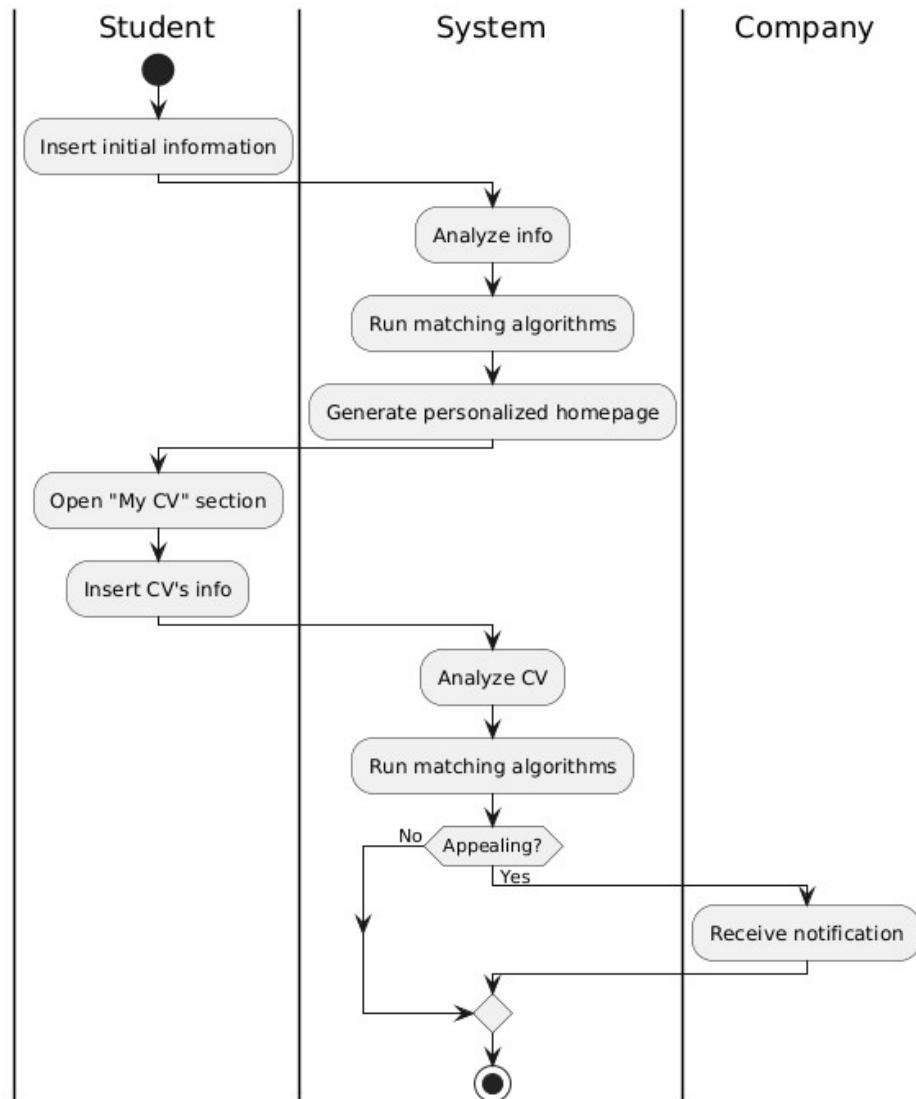 Student
System
Company
Insert initial information
Analyze info
Run matching algorithms
Generate personalized homepage
Open "My CV" section
Insert CV's info
Analyze CV
Run matching algorithms
No
Appealing?
Yes
Receive notification